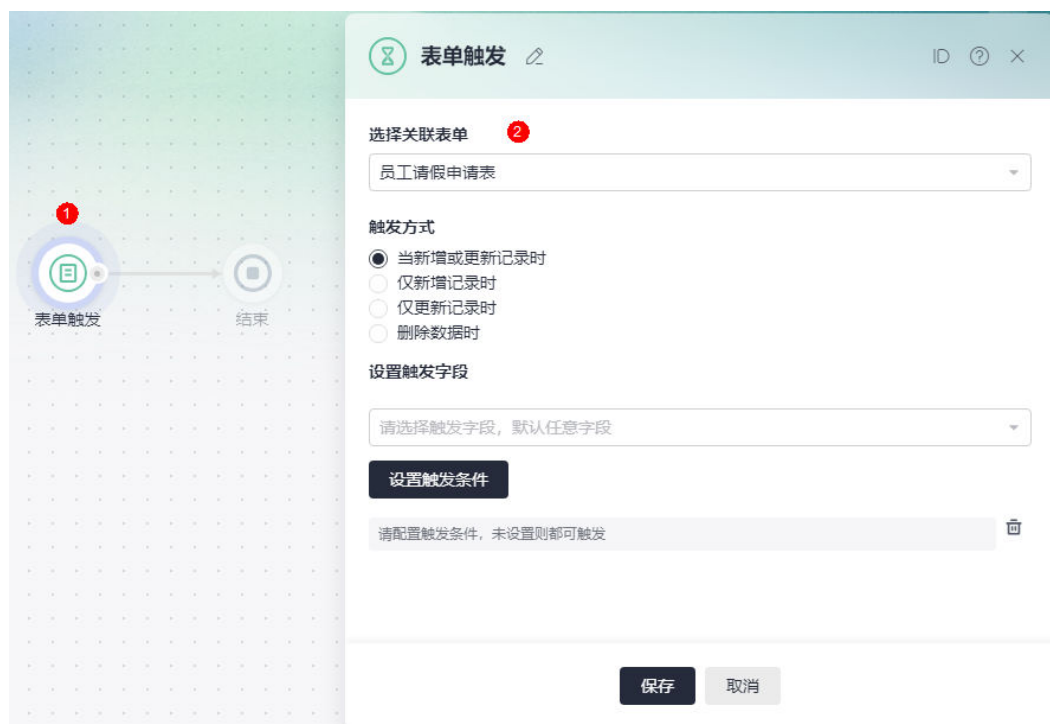 表单触发
ID
选择关联表单 2
员工请假申请表
触发方式
当新增或更新记录时
仅新增记录时
仅更新记录时
删除数据时
设置触发字段
请选择触发字段，默认任意字段
设置触发条件
请配置触发条件，未设置则都可触发
保存 取消
1
表单触发
结束